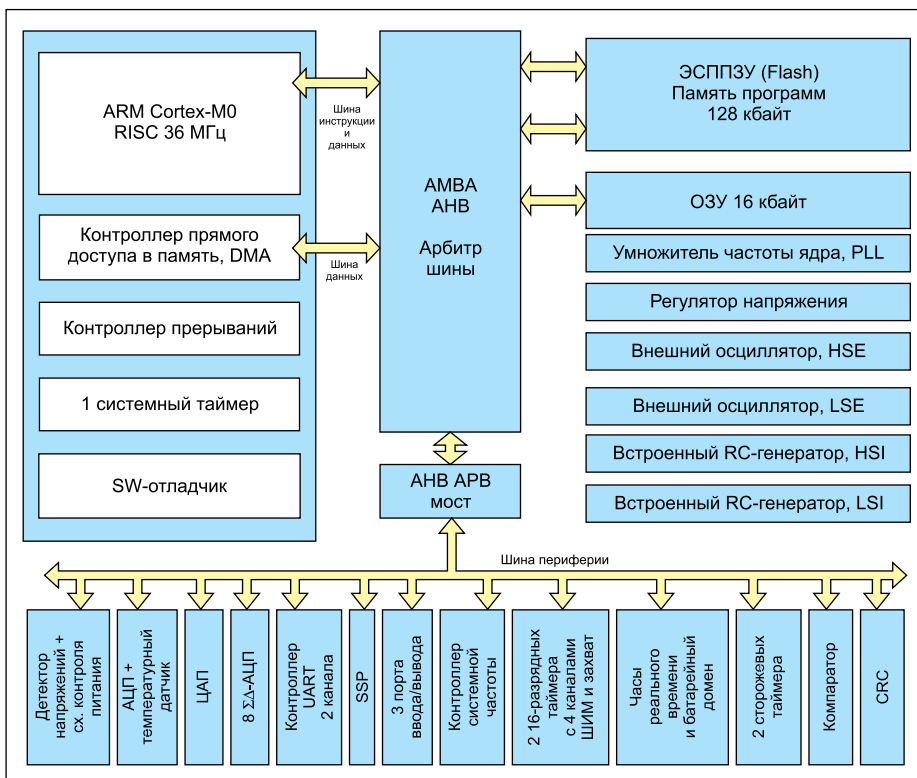 ARM Cortex-M0
RISC 36 МГц
Контроллер прямого
доступа в память, DMA
Контроллер прерываний
1 системный таймер
SW-отладчик
Шина
инструкции
и
данных
Шина
данных
АМВА
АНВ
Арбитр
шины
АНВ АРВ
мост
ЭСППЗУ (Flash)
Память программ
128 кбайт
ОЗУ 16 кбайт
Умножитель частоты ядра, PLL
Регулятор напряжения
Внешний осциллятор, HSE
Внешний осциллятор, LSE
Встроенный RC-генератор, HSI
Встроенный RC-генератор, LSI
Шина периферии
Детектор
напряжений +
сх. контроля
питания
АЦП +
температурный
датчик
ЦАП
8 ΣΔ-АЦП
Контроллер
UART
2 канала
SSP
3 порта
ввода/вывода
Контроллер
системной
частоты
2 16-разрядных
таймера
с 4 каналами
ШИМ и захват
Часы
реального
времени
и батарейный
домен
2 сторожевых
таймера
Компаратор
CRC